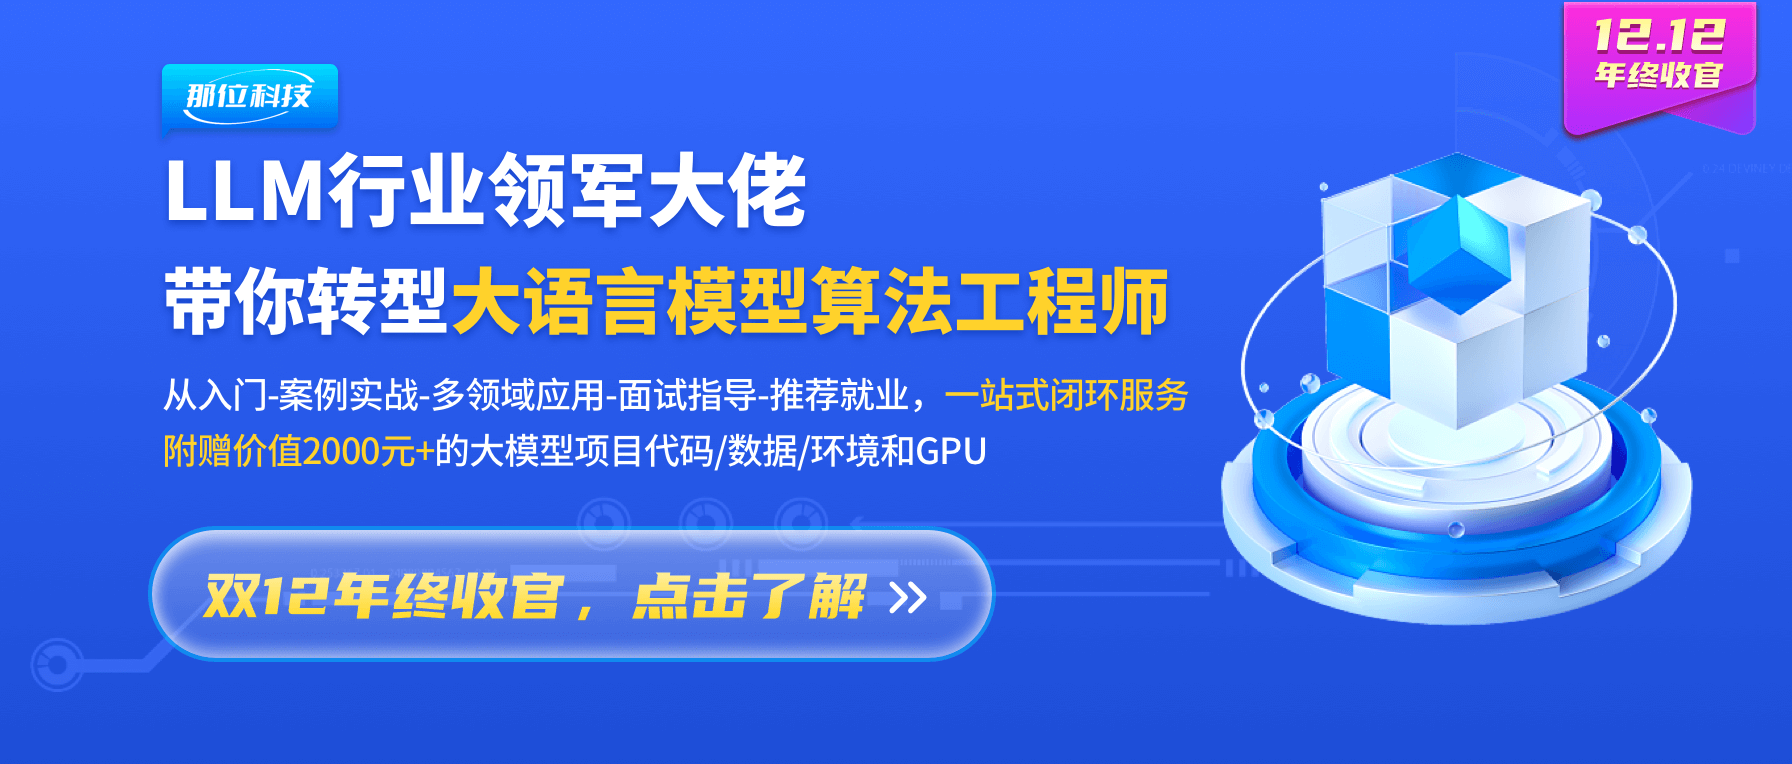 12.12
年终收官
那位科技
LLM行业领军大佬
带你转型大语言模型算法工程师
从入门-案例实战-多领域应用-面试指导-推荐就业，一站式闭环服务
附赠价值2000元+的大模型项目代码/数据/环境和GPU
双12年终收官，点击了解